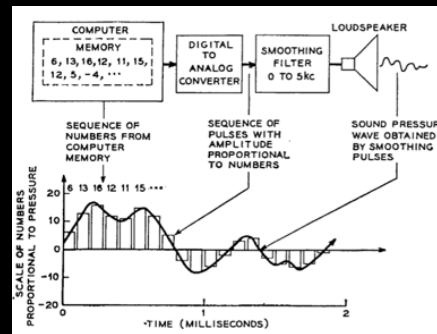 COMPUTER
MEMORY
6, 13, 16, 12, 11, 15,
12, 5, -4, ···
DIGITAL
TO
ANALOG
CONVERTER
SMOOTHING
FILTER
0 TO 5kc
LOUDSPEAKER
SEQUENCE OF
NUMBERS FROM
COMPUTER
MEMORY
SEQUENCE OF
PULSES WITH
AMPLITUDE
PROPORTIONAL
TO NUMBERS
SOUND PRESSURE
WAVE OBTAINED
BY SMOOTHING
PULSES
SCALE OF NUMBERS
PROPORTIONAL TO PRESSURE
6 13 16 12 11 15 ····
20
10
0
-10
-20
1
2
TIME (MILLISECONDS)